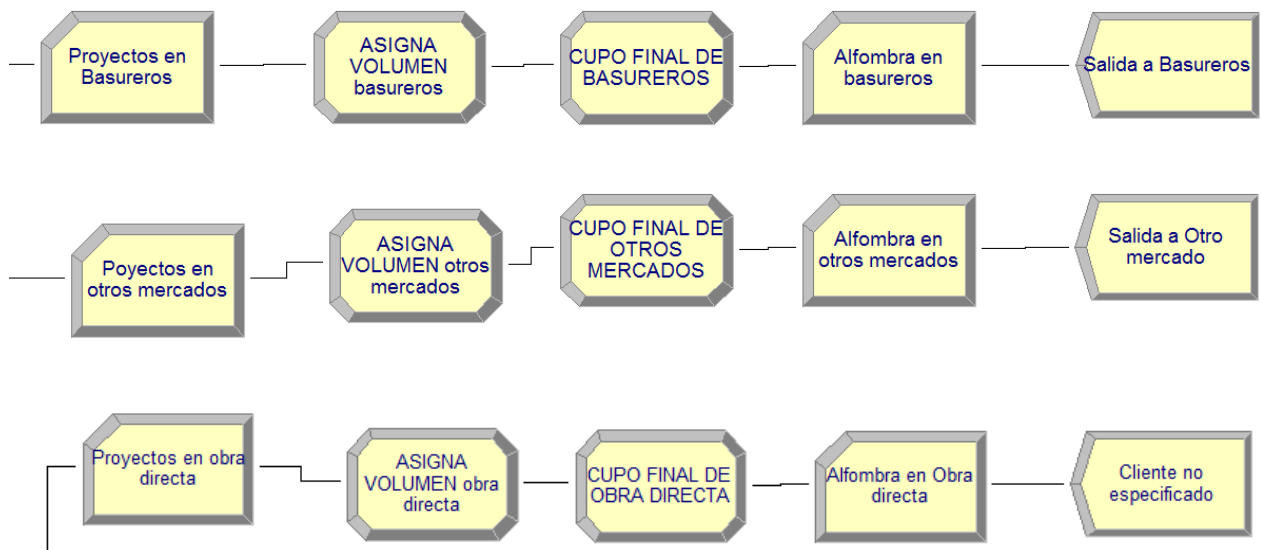 Proyectos en
Basureros
ASIGNA
VOLUMEN
basureros
CUPO FINAL DE
BASUREROS
Alfombra en
basureros
Salida a Basureros
Poyectos en
otros mercados
ASIGNA
VOLUMEN otros
mercados
CUPO FINAL DE
OTROS
MERCADOS
Alfombra en
otros mercados
Salida a Otro
mercado
Proyectos en obra
directa
ASIGNA
VOLUMEN obra
directa
CUPO FINAL DE
OBRA DIRECTA
Alfombra en Obra
directa
Cliente no
especificado